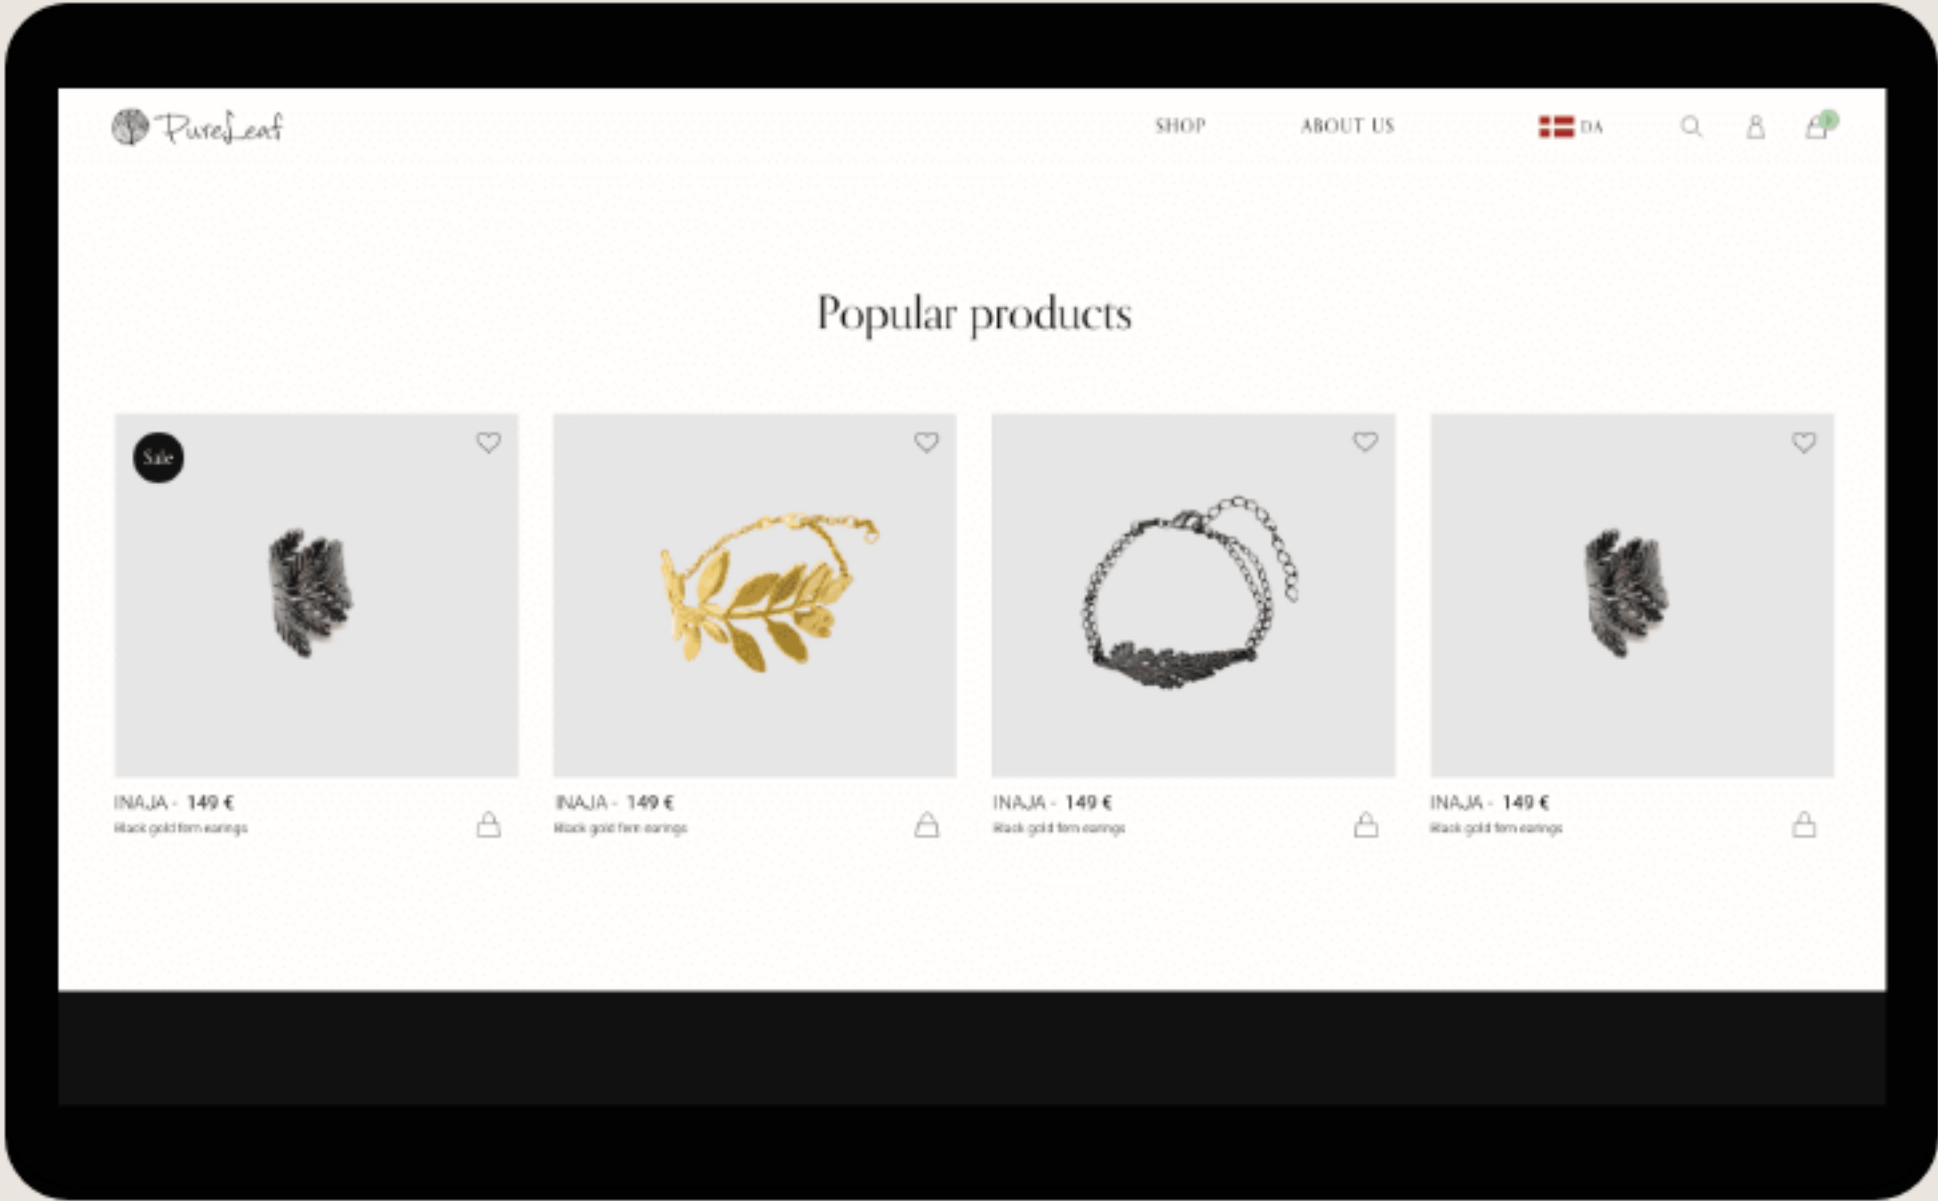 PureLeaf
SHOP
ABOUT US
DA
Popular products
Sale
INAJA - 149 €
Black gold fern earings
INAJA - 149 €
Black gold fern earings
INAJA - 149 €
Black gold fern earings
INAJA - 149 €
Black gold fern earings